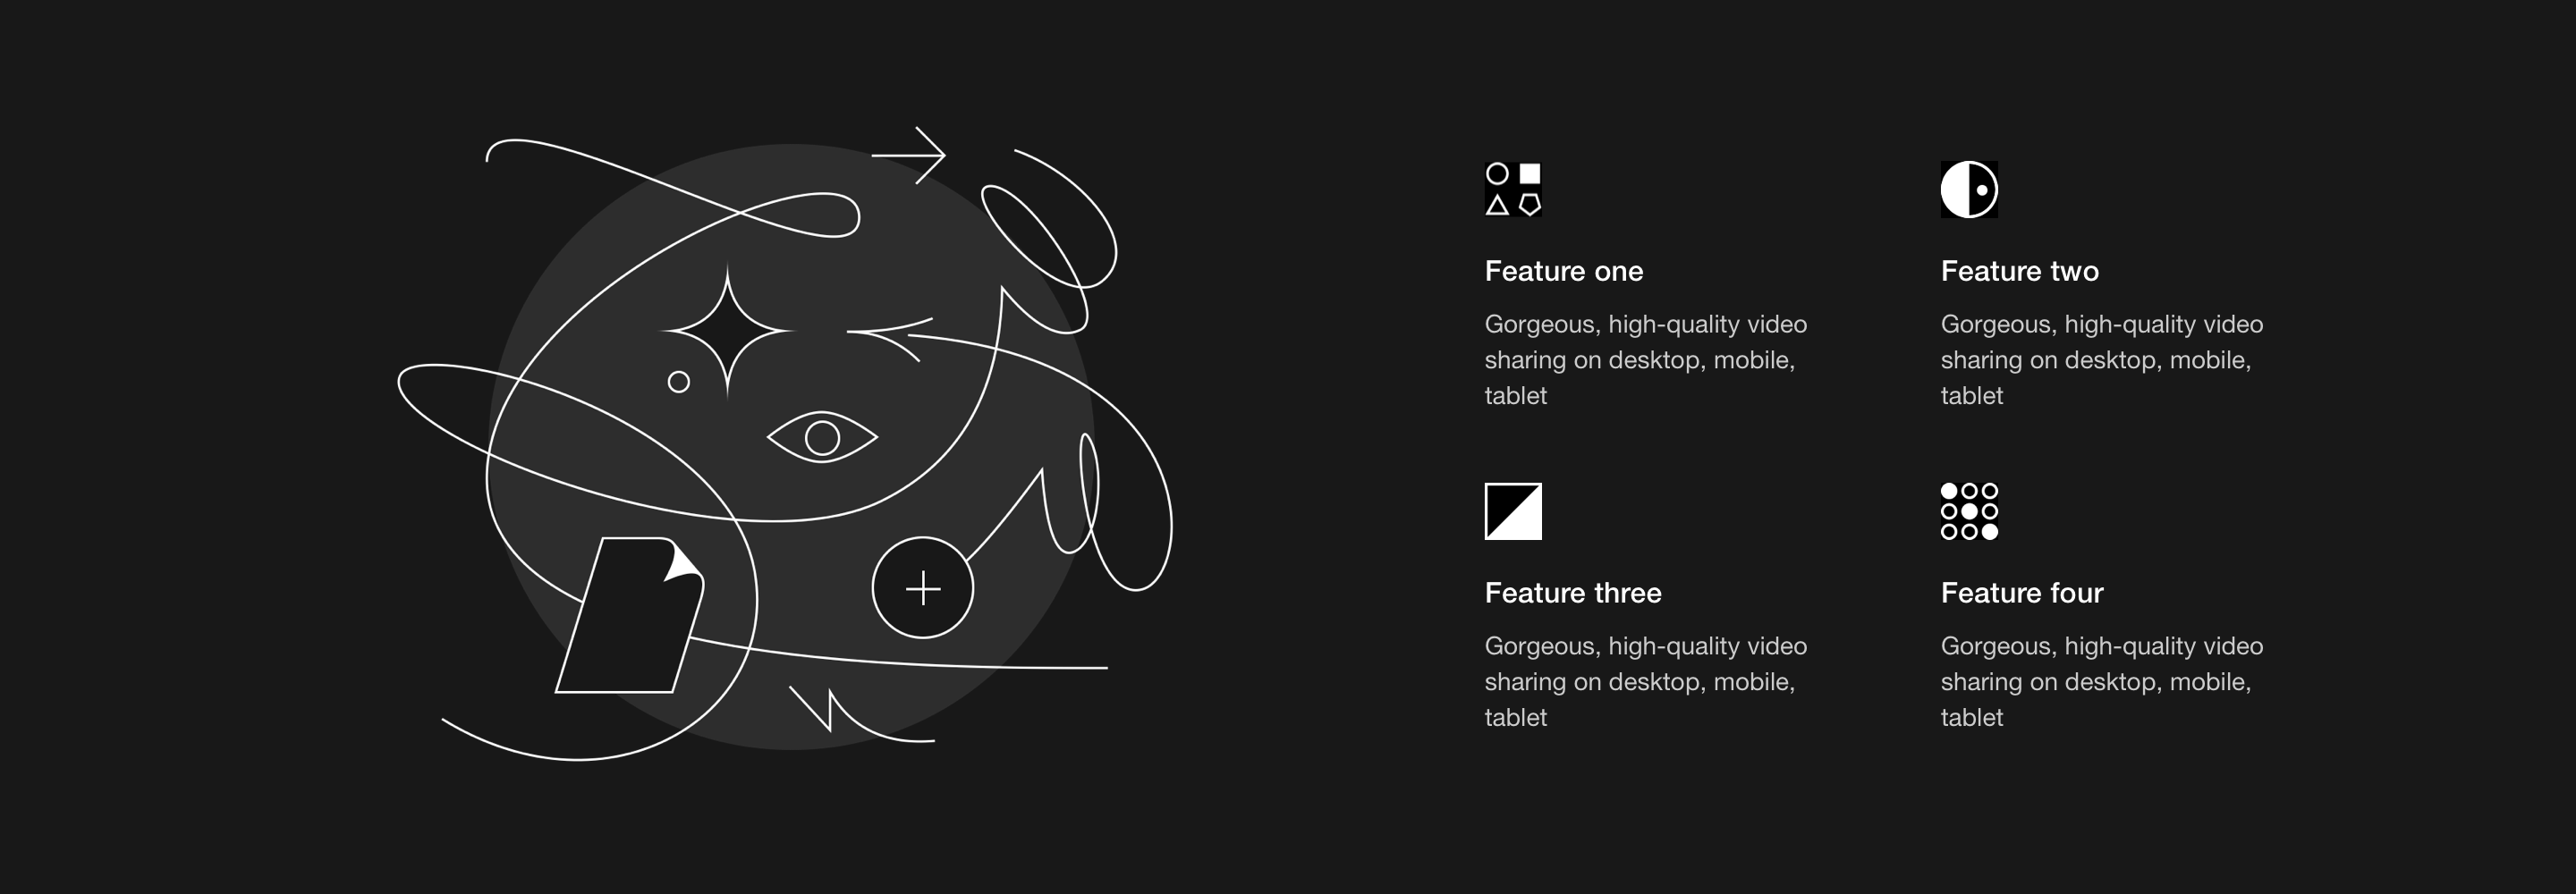 Feature one
Gorgeous, high-quality video
sharing on desktop, mobile,
tablet
Feature two
Gorgeous, high-quality video
sharing on desktop, mobile,
tablet
Feature three
Gorgeous, high-quality video
sharing on desktop, mobile,
tablet
Feature four
Gorgeous, high-quality video
sharing on desktop, mobile,
tablet